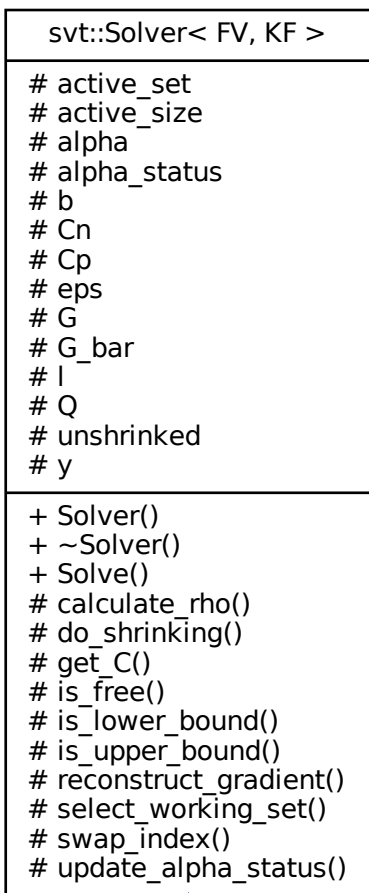 svt::Solver< FV, KF >
# active_set
# active_size
# alpha
# alpha_status
# b
# Cn
# Cp
# eps
# G
# G_bar
# l
# Q
# unshrinked
# y
+ Solver()
+ ~Solver()
+ Solve()
# calculate_rho()
# do_shrinking()
# get_C()
# is_free()
# is_lower_bound()
# is_upper_bound()
# reconstruct_gradient()
# select_working_set()
# swap_index()
# update_alpha_status()